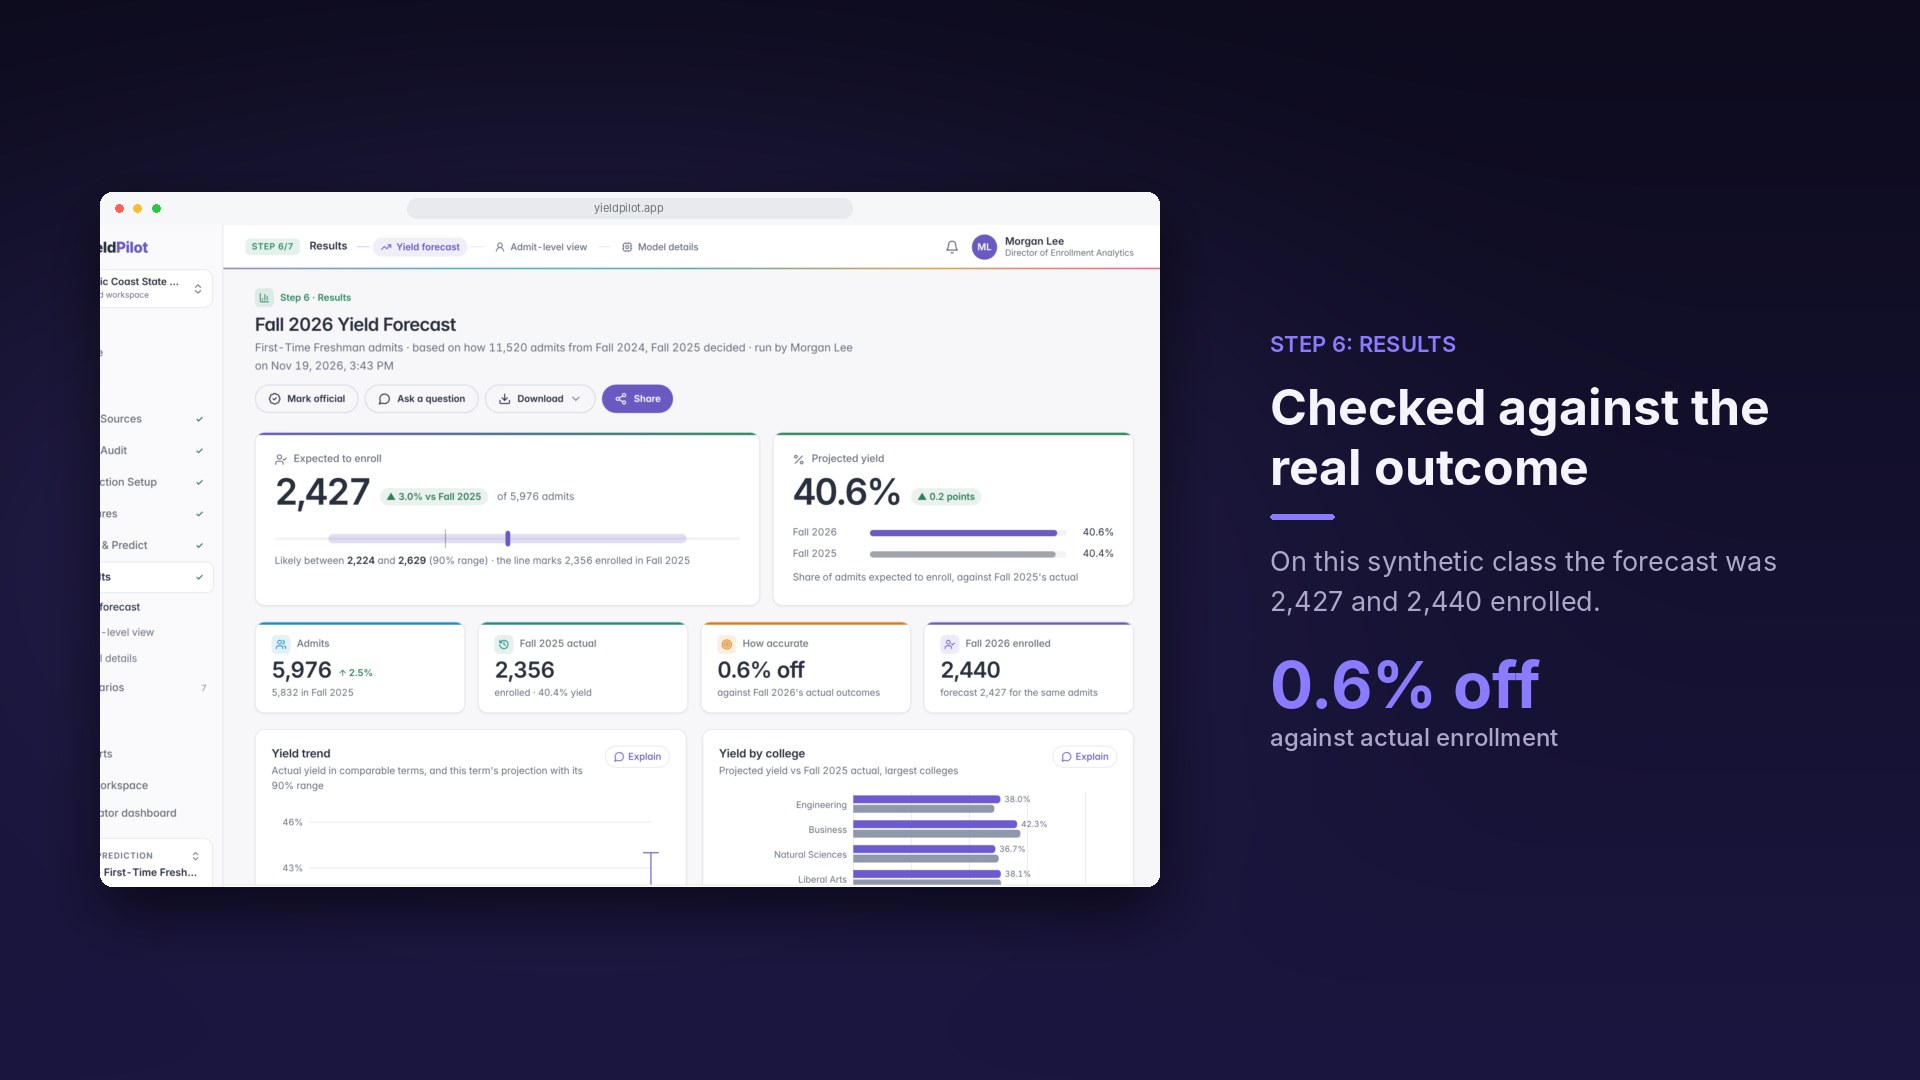 yieldpilot.app
eldPilot
ic Coast State ...
d workspace
e
Sources
Audit
ction Setup
ures
& Predict
lts
forecast
-level view
l details
arios 7
rts
orkspace
ator dashboard
PREDICTION
First-Time Fresh...
STEP 6/7 Results Yield forecast Admit-level view Model details
ML
Morgan Lee
Director of Enrollment Analytics
Step 6 · Results
Fall 2026 Yield Forecast
First-Time Freshman admits · based on how 11,520 admits from Fall 2024, Fall 2025 decided · run by Morgan Lee
on Nov 19, 2026, 3:43 PM
Mark official Ask a question Download Share
Expected to enroll
2,427 ▲ 3.0% vs Fall 2025 of 5,976 admits
Likely between 2,224 and 2,629 (90% range) · the line marks 2,356 enrolled in Fall 2025
Projected yield
40.6% ▲ 0.2 points
Fall 2026 40.6%
Fall 2025 40.4%
Share of admits expected to enroll, against Fall 2025's actual
Admits
5,976 ↑ 2.5%
5,832 in Fall 2025
Fall 2025 actual
2,356
enrolled · 40.4% yield
How accurate
0.6% off
against Fall 2026's actual outcomes
Fall 2026 enrolled
2,440
forecast 2,427 for the same admits
Yield trend
Explain
Actual yield in comparable terms, and this term's projection with its
90% range
46%
43%
Yield by college
Explain
Projected yield vs Fall 2025 actual, largest colleges
Engineering 38.0%
Business 42.3%
Natural Sciences 36.7%
Liberal Arts 38.1%
STEP 6: RESULTS
Checked against the
real outcome
On this synthetic class the forecast was
2,427 and 2,440 enrolled.
0.6% off
against actual enrollment